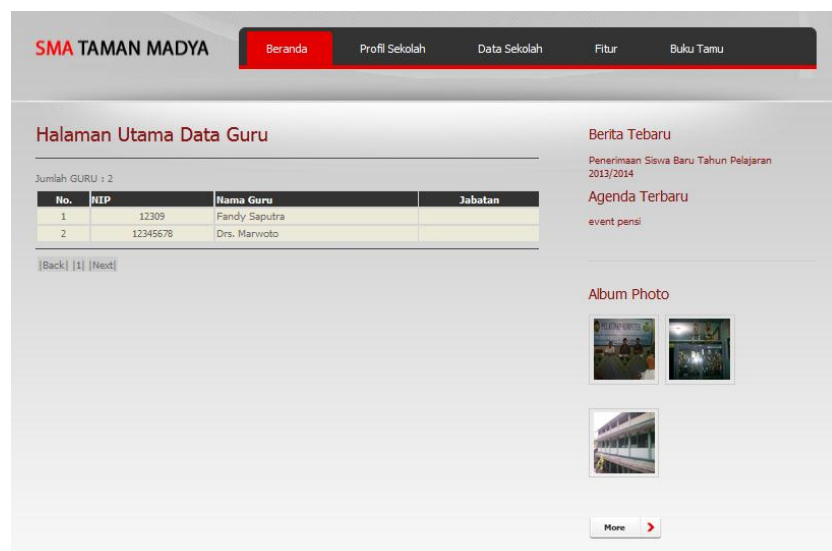 SMA TAMAN MADYA
Beranda
Profil Sekolah
Data Sekolah
Fitur
Buku Tamu
Halaman Utama Data Guru
Jumlah GURU : 2
No. NIP Nama Guru Jabatan
1 12309 Fandy Saputra
2 12345678 Drs. Marwoto
|Back| |1| |Next|
Berita Tebaru
Penerimaan Siswa Baru Tahun Pelajaran
2013/2014
Agenda Terbaru
event pensi
Album Photo
PELATIHAN KOMPUTER
More